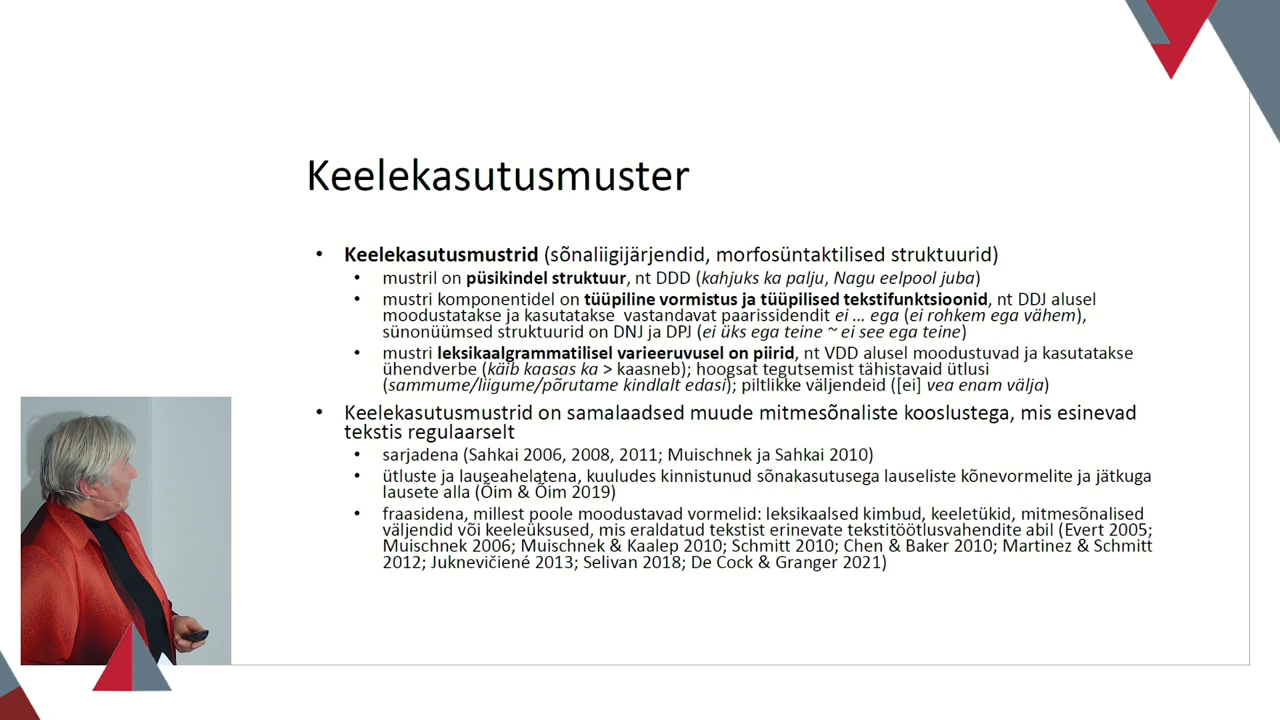 Keelekasutusmuster
• Keelekasutusmustrid (sõnaliigijärjendid, morfosüntaktilised struktuurid)
• mustril on püsikindel struktuur, nt DDD (kahjuks ka palju, Nagu eelpool juba)
• mustri komponentidel on tüüpiline vormistus ja tüüpilised tekstifunktsioonid, nt DDJ alusel
moodustatakse ja kasutatakse vastandavat paarissidendit ei … ega (ei rohkem ega vähem),
sünonüümsed struktuurid on DNJ ja DPJ (ei üks ega teine ~ ei see ega teine)
• mustri leksikaalgrammatilisel varieeruvusel on piirid, nt VDD alusel moodustuvad ja kasutatakse
ühendverbe (käib kaasas ka > kaasneb); hoogsat tegutsemist tähistavaid ütlusi
(sammume/liigume/põrutame kindlalt edasi); piltlikke väljendeid ([ei] vea enam välja)
• Keelekasutusmustrid on samalaadsed muude mitmesõnaliste kooslustega, mis esinevad
tekstis regulaarselt
• sarjadena (Sahkai 2006, 2008, 2011; Muischnek ja Sahkai 2010)
• ütluste ja lauseahelatena, kuuludes kinnistunud sõnakasutusega lauseliste kõnevormelite ja jätkuga
lausete alla (Õim & Õim 2019)
• fraasidena, millest poole moodustavad vormelid: leksikaalsed kimbud, keeletükid, mitmesõnalised
väljendid või keeleüksused, mis eraldatud tekstist erinevate tekstitöötlusvahendite abil (Evert 2005;
Muischnek 2006; Muischnek & Kaalep 2010; Schmitt 2010; Chen & Baker 2010; Martinez & Schmitt
2012; Juknevičiené 2013; Selivan 2018; De Cock & Granger 2021)